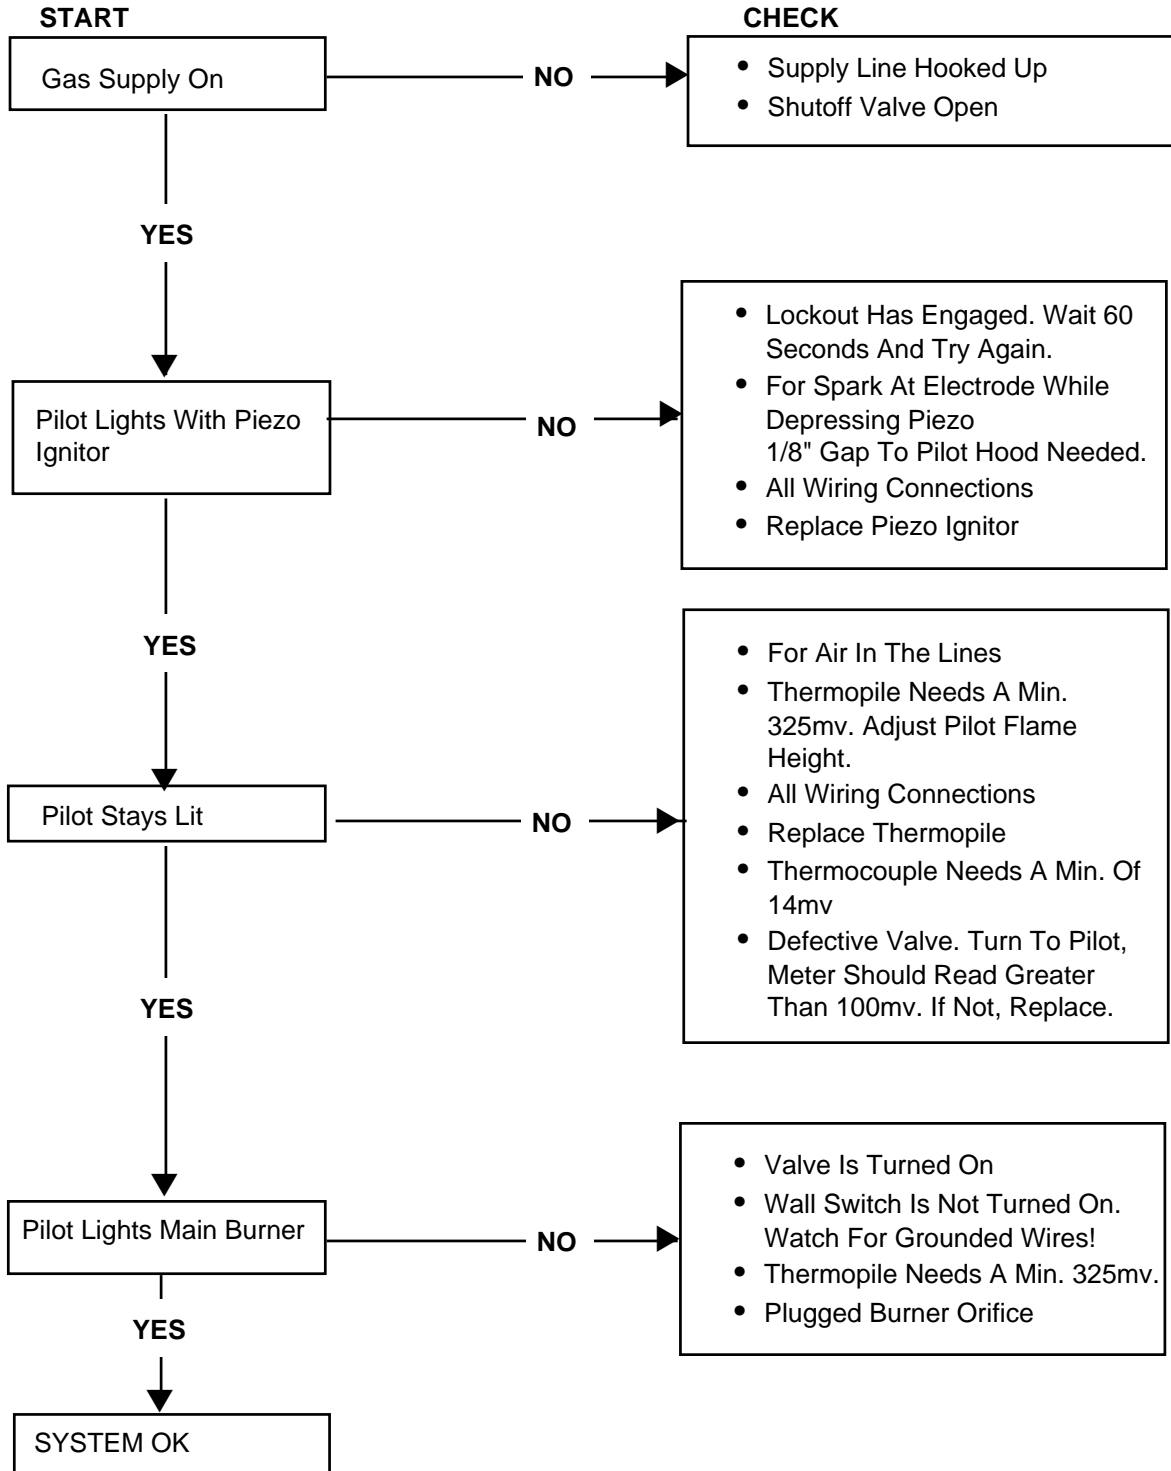 START
CHECK
Gas Supply On
NO
• Supply Line Hooked Up
• Shutoff Valve Open
YES
Pilot Lights With Piezo
Ignitor
NO
• Lockout Has Engaged. Wait 60
Seconds And Try Again.
• For Spark At Electrode While
Depressing Piezo
1/8" Gap To Pilot Hood Needed.
• All Wiring Connections
• Replace Piezo Ignitor
YES
Pilot Stays Lit
NO
• For Air In The Lines
• Thermopile Needs A Min.
325mv. Adjust Pilot Flame
Height.
• All Wiring Connections
• Replace Thermopile
• Thermocouple Needs A Min. Of
14mv
• Defective Valve. Turn To Pilot,
Meter Should Read Greater
Than 100mv. If Not, Replace.
YES
Pilot Lights Main Burner
NO
• Valve Is Turned On
• Wall Switch Is Not Turned On.
Watch For Grounded Wires!
• Thermopile Needs A Min. 325mv.
• Plugged Burner Orifice
YES
SYSTEM OK